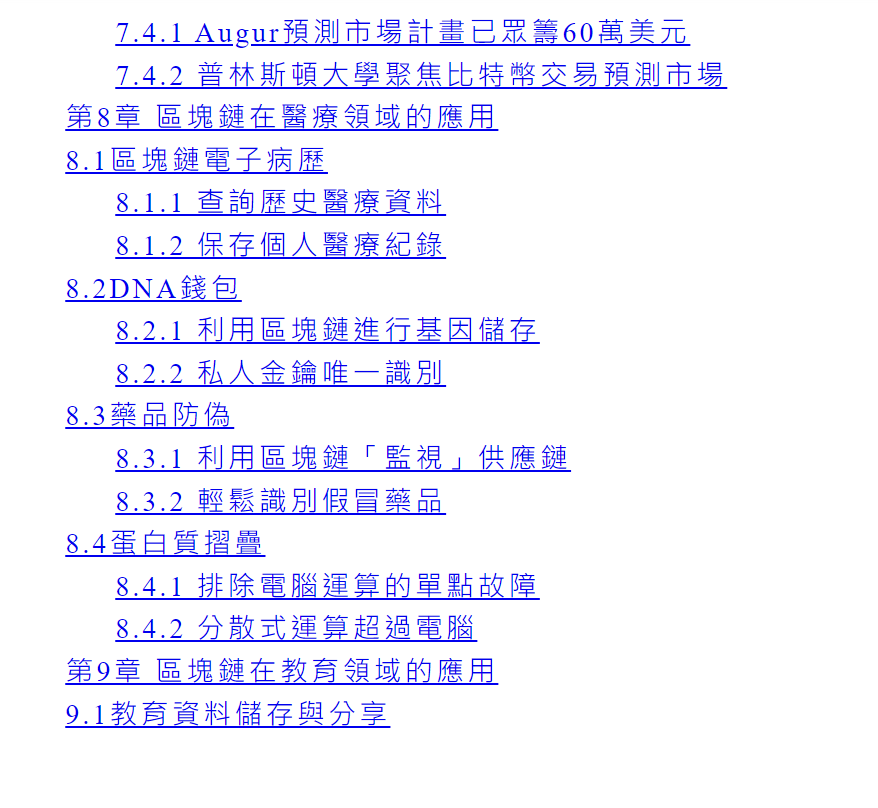 7.4.1 Augur預測市場計畫已眾籌60萬美元
7.4.2 普林斯頓大學聚焦比特幣交易預測市場
第8章 區塊鏈在醫療領域的應用
8.1區塊鏈電子病歷
8.1.1 查詢歷史醫療資料
8.1.2 保存個人醫療紀錄
8.2DNA錢包
8.2.1 利用區塊鏈進行基因儲存
8.2.2 私人金鑰唯一識別
8.3藥品防偽
8.3.1 利用區塊鏈「監視」供應鏈
8.3.2 輕鬆識別假冒藥品
8.4蛋白質摺疊
8.4.1 排除電腦運算的單點故障
8.4.2 分散式運算超過電腦
第9章 區塊鏈在教育領域的應用
9.1教育資料儲存與分享